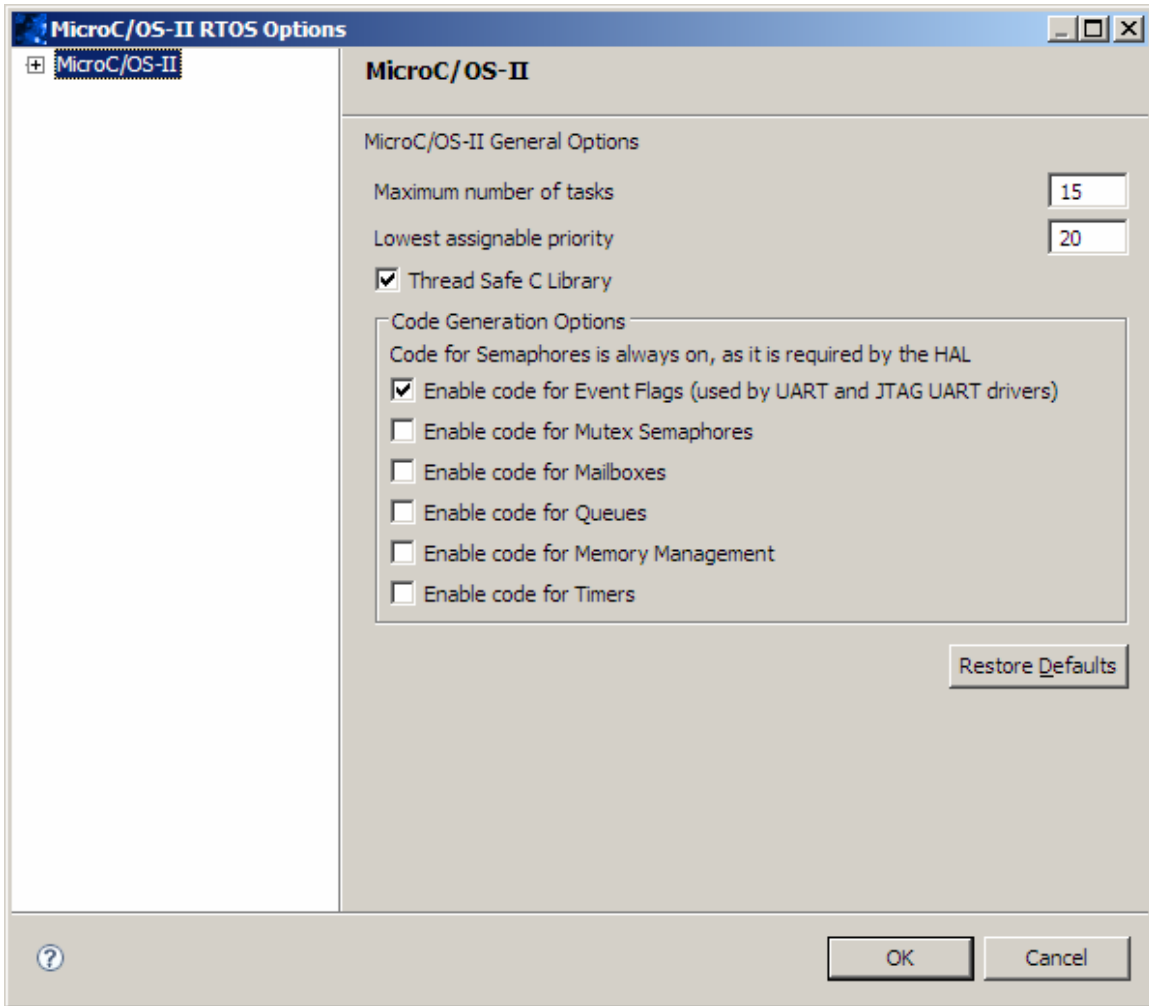 MicroC/OS-II RTOS Options
MicroC/OS-II
MicroC/OS-II
MicroC/OS-II General Options
Maximum number of tasks 15
Lowest assignable priority 20
Thread Safe C Library
Code Generation Options
Code for Semaphores is always on, as it is required by the HAL
Enable code for Event Flags (used by UART and JTAG UART drivers)
Enable code for Mutex Semaphores
Enable code for Mailboxes
Enable code for Queues
Enable code for Memory Management
Enable code for Timers
Restore Defaults
? OK Cancel